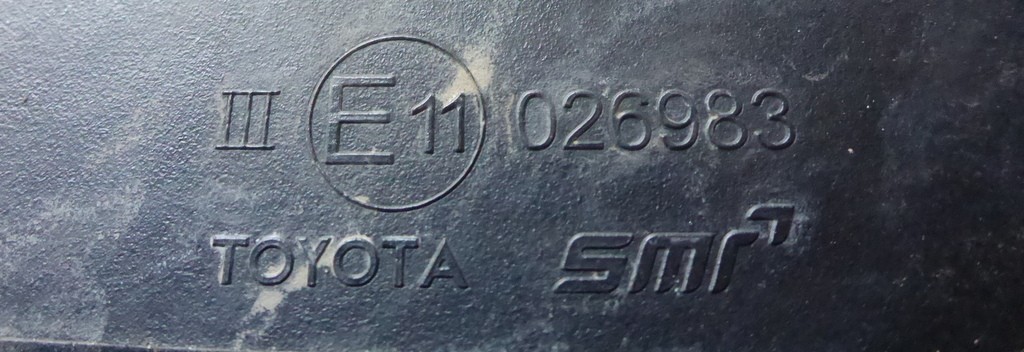 III E11 026983
TOYOTA smr